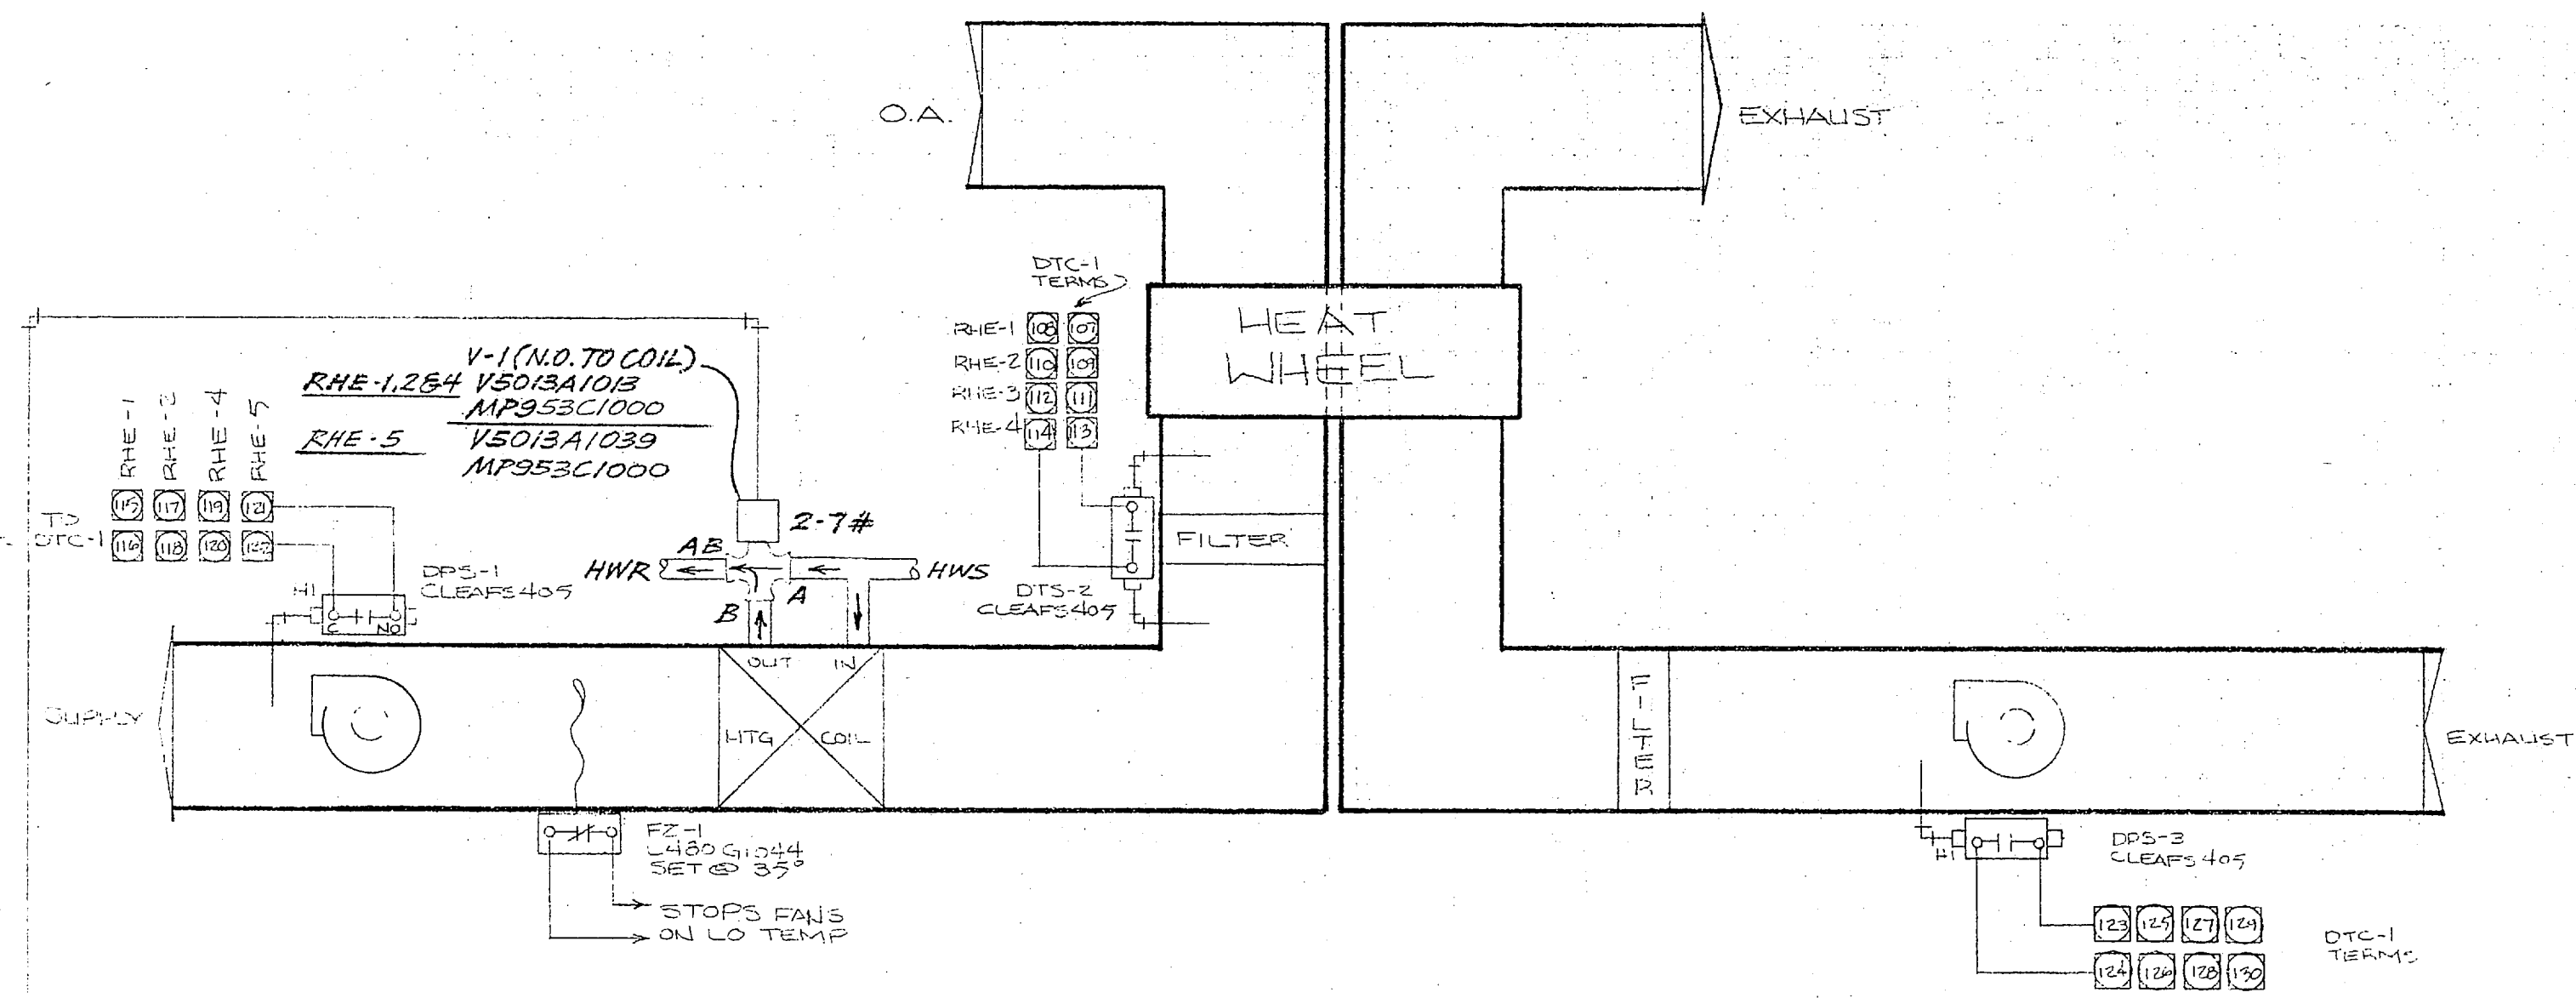 O.A.
EXHAUST
DTC-1
TERMS
RHE-1 108 107
RHE-2 110 109
RHE-3 112 111
RHE-4 114 113
HEAT
WHEEL
V-1 (N.O. TO COIL)
RHE-1,2&4 V5013A1013
MP953C1000
RHE-5 V5013A1039
MP953C1000
RHE-1
RHE-2
RHE-4
RHE-5
115 117 119 121
TO
DTC-1
116 118 120 122
2-7#
AB
HWR
HWS
A
B
FILTER
DTS-2
CLEAFS405
DPS-1
CLEAFS405
HI
C
NO
OUT
IN
SUPPLY
HTG
COIL
FILTER
EXHAUST
FZ-1
L480G1044
SET @ 35°
STOPS FANS
ON LO TEMP
HI
DPS-3
CLEAFS405
123 125 127 129
124 126 128 130
DTC-1
TERMS